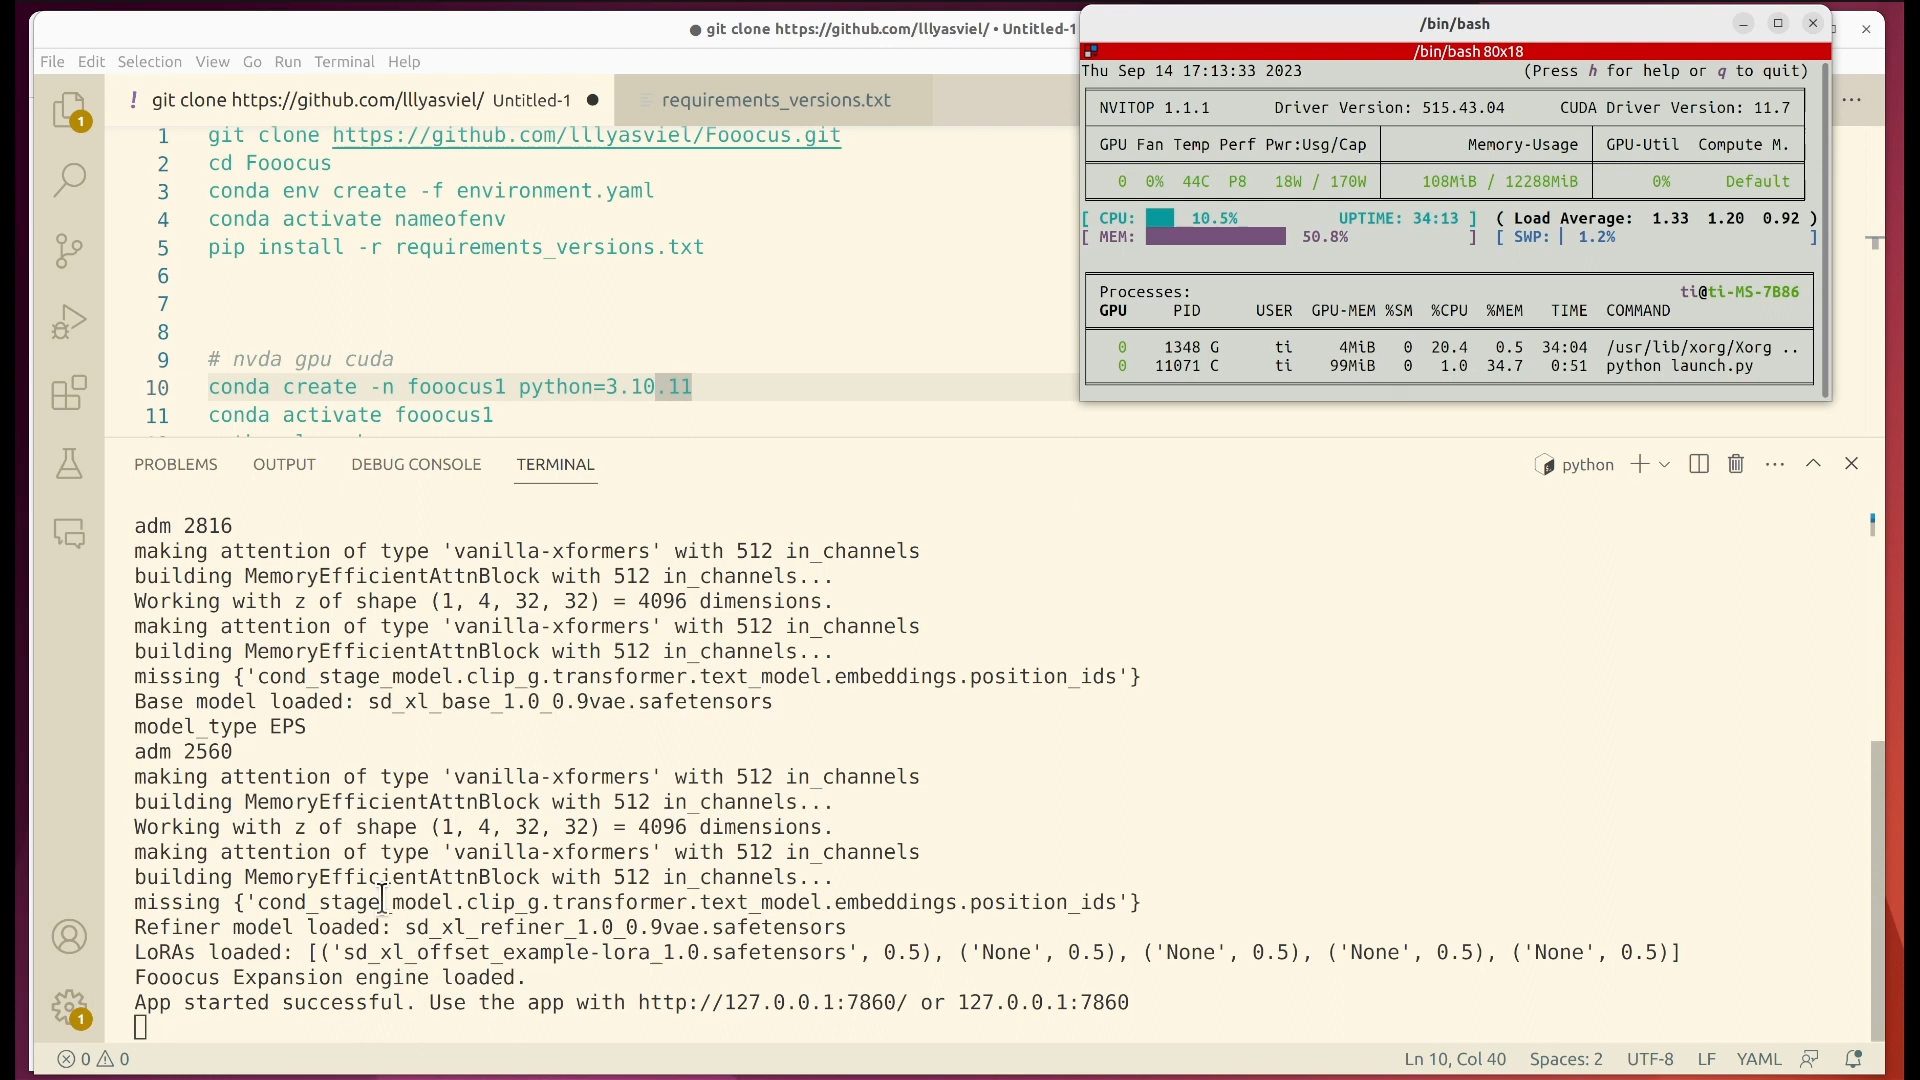 ● git clone https://github.com/lllyasviel/ • Untitled-1
File Edit Selection View Go Run Terminal Help
! git clone https://github.com/lllyasviel/ Untitled-1 ●
requirements_versions.txt
1 git clone https://github.com/lllyasviel/Fooocus.git
2 cd Fooocus
3 conda env create -f environment.yaml
4 conda activate nameofenv
5 pip install -r requirements_versions.txt
6
7
8
9 # nvda gpu cuda
10 conda create -n fooocus1 python=3.10.11
11 conda activate fooocus1
/bin/bash
/bin/bash 80x18
Thu Sep 14 17:13:33 2023 (Press h for help or q to quit)
NVITOP 1.1.1 Driver Version: 515.43.04 CUDA Driver Version: 11.7
GPU Fan Temp Perf Pwr:Usg/Cap Memory-Usage GPU-Util Compute M.
0 0% 44C P8 18W / 170W 108MiB / 12288MiB 0% Default
[ CPU: 10.5% UPTIME: 34:13 ] ( Load Average: 1.33 1.20 0.92 )
[ MEM: 50.8% ] [ SWP: 1.2% ]
Processes: ti@ti-MS-7B86
GPU PID USER GPU-MEM %SM %CPU %MEM TIME COMMAND
0 1348 G ti 4MiB 0 20.4 0.5 34:04 /usr/lib/xorg/Xorg ..
0 11071 C ti 99MiB 0 1.0 34.7 0:51 python launch.py
PROBLEMS OUTPUT DEBUG CONSOLE TERMINAL
python
adm 2816
making attention of type 'vanilla-xformers' with 512 in_channels
building MemoryEfficientAttnBlock with 512 in_channels...
Working with z of shape (1, 4, 32, 32) = 4096 dimensions.
making attention of type 'vanilla-xformers' with 512 in_channels
building MemoryEfficientAttnBlock with 512 in_channels...
missing {'cond_stage_model.clip_g.transformer.text_model.embeddings.position_ids'}
Base model loaded: sd_xl_base_1.0_0.9vae.safetensors
model_type EPS
adm 2560
making attention of type 'vanilla-xformers' with 512 in_channels
building MemoryEfficientAttnBlock with 512 in_channels...
Working with z of shape (1, 4, 32, 32) = 4096 dimensions.
making attention of type 'vanilla-xformers' with 512 in_channels
building MemoryEfficientAttnBlock with 512 in_channels...
missing {'cond_stage_model.clip_g.transformer.text_model.embeddings.position_ids'}
Refiner model loaded: sd_xl_refiner_1.0_0.9vae.safetensors
LoRAs loaded: [('sd_xl_offset_example-lora_1.0.safetensors', 0.5), ('None', 0.5), ('None', 0.5), ('None', 0.5), ('None', 0.5)]
Fooocus Expansion engine loaded.
App started successful. Use the app with http://127.0.0.1:7860/ or 127.0.0.1:7860
1
1
0 0
Ln 10, Col 40 Spaces: 2 UTF-8 LF YAML